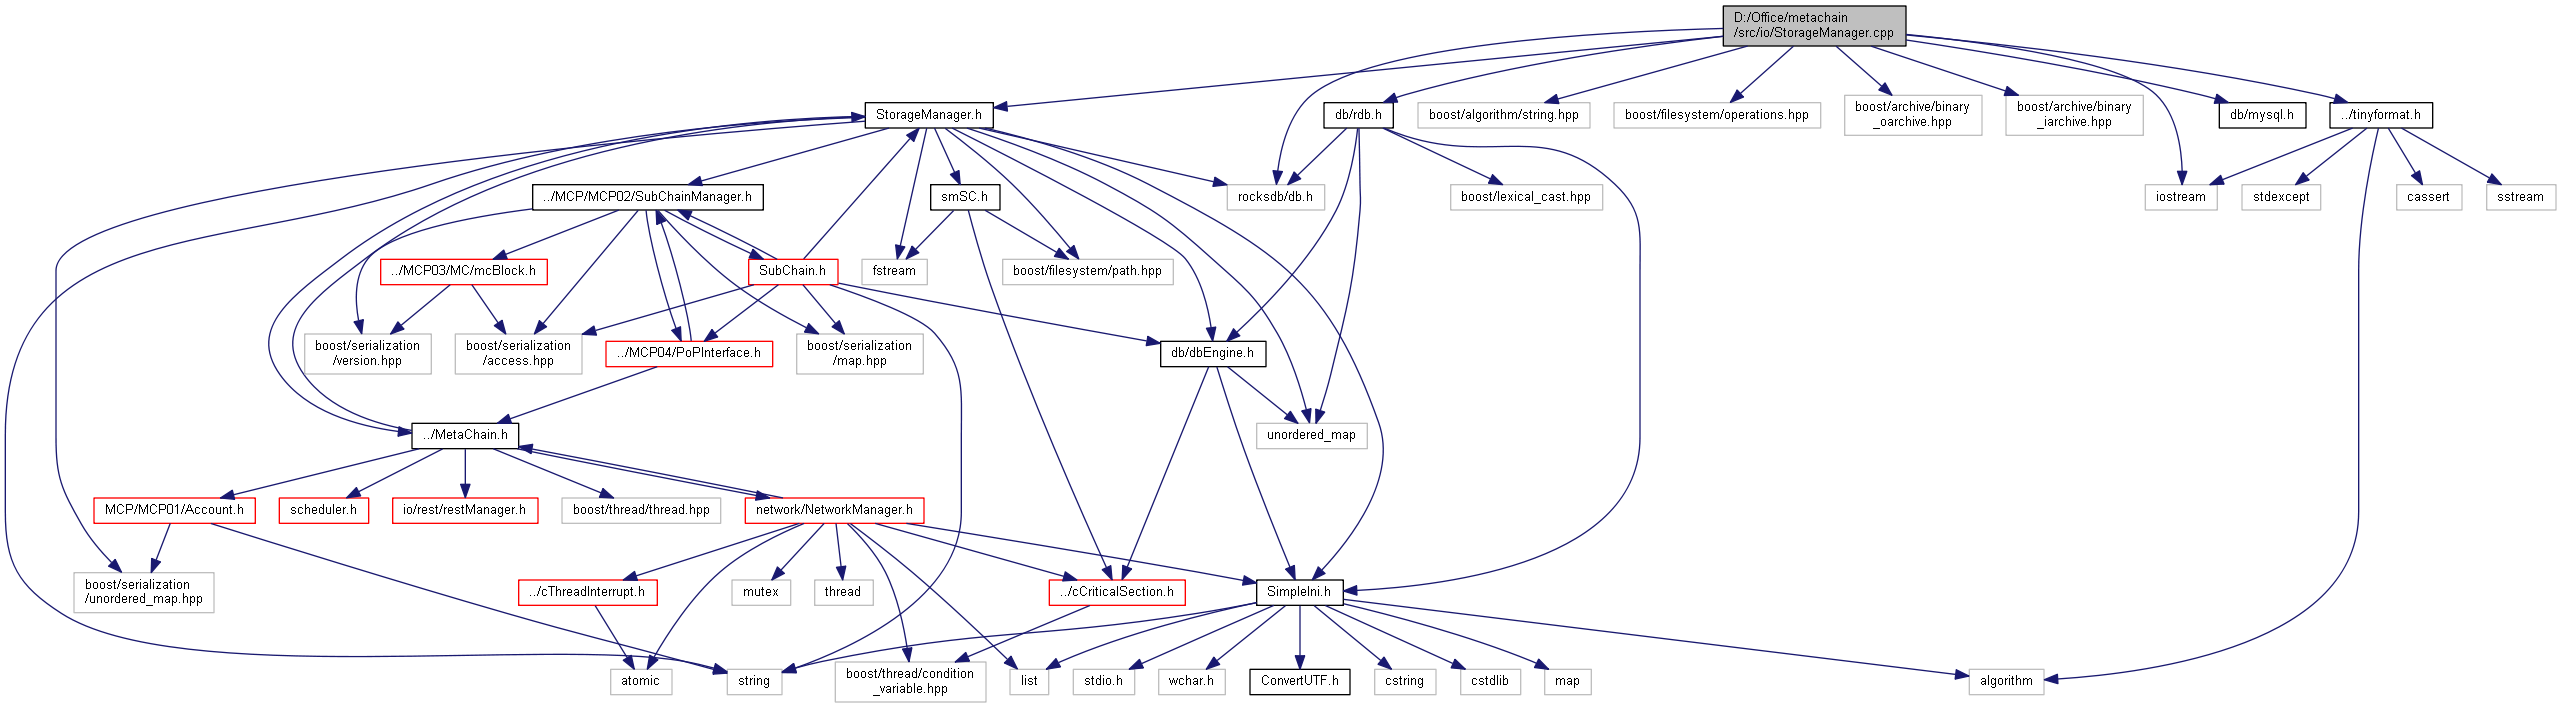 D:/Office/metachain
/src/io/StorageManager.cpp
StorageManager.h
db/rdb.h
boost/algorithm/string.hpp
boost/filesystem/operations.hpp
boost/archive/binary
_oarchive.hpp
boost/archive/binary
_iarchive.hpp
db/mysql.h
../tinyformat.h
../MCP/MCP02/SubChainManager.h
smSC.h
rocksdb/db.h
boost/lexical_cast.hpp
iostream
stdexcept
cassert
sstream
../MCP03/MC/mcBlock.h
SubChain.h
fstream
boost/filesystem/path.hpp
boost/serialization
/version.hpp
boost/serialization
/access.hpp
../MCP04/PoPInterface.h
boost/serialization
/map.hpp
db/dbEngine.h
../MetaChain.h
unordered_map
MCP/MCP01/Account.h
scheduler.h
io/rest/restManager.h
boost/thread/thread.hpp
network/NetworkManager.h
boost/serialization
/unordered_map.hpp
../cThreadInterrupt.h
mutex
thread
../cCriticalSection.h
SimpleIni.h
atomic
string
boost/thread/condition
_variable.hpp
list
stdio.h
wchar.h
ConvertUTF.h
cstring
cstdlib
map
algorithm